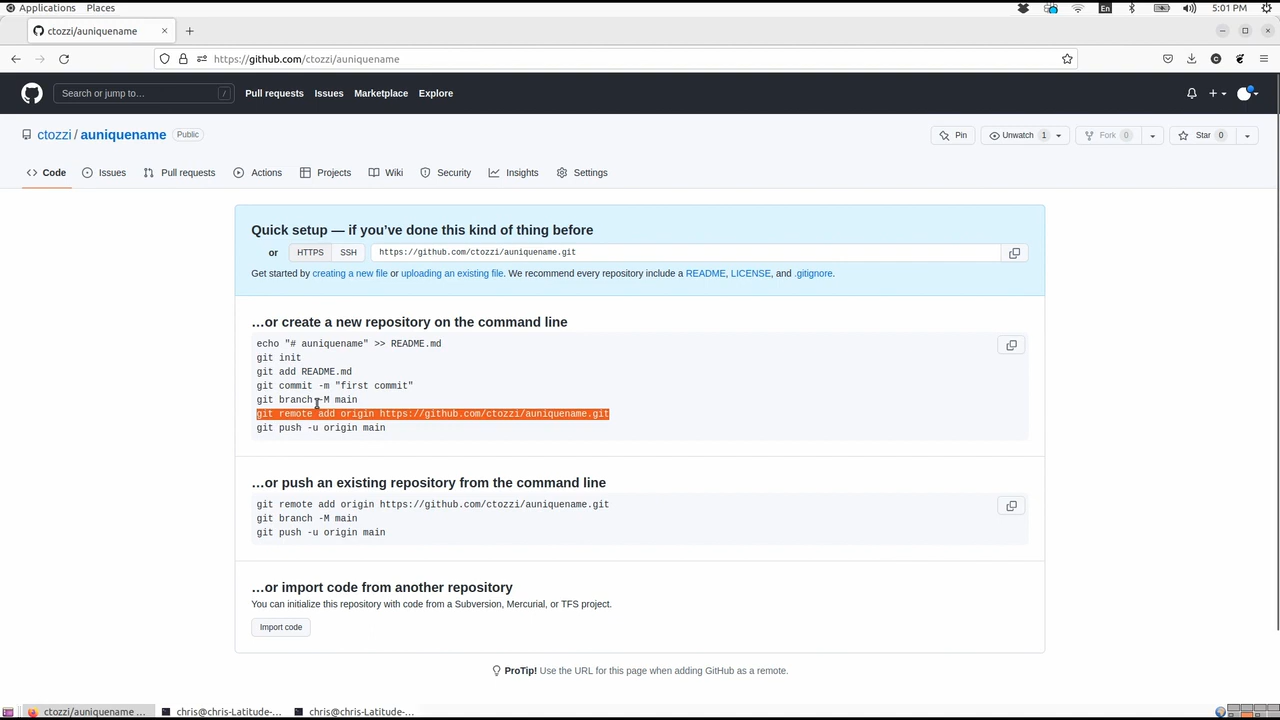 Applications Places
En 5:01 PM
ctozzi/auniquename
https://github.com/ctozzi/auniquename
Search or jump to… / Pull requests Issues Marketplace Explore
ctozzi / auniquename Public
Pin Unwatch 1 Fork 0 Star 0
Code Issues Pull requests Actions Projects Wiki Security Insights Settings
Quick setup — if you’ve done this kind of thing before
or HTTPS SSH https://github.com/ctozzi/auniquename.git
Get started by creating a new file or uploading an existing file. We recommend every repository include a README, LICENSE, and .gitignore.
…or create a new repository on the command line
echo "# auniquename" >> README.md
git init
git add README.md
git commit -m "first commit"
git branch -M main
git remote add origin https://github.com/ctozzi/auniquename.git
git push -u origin main
…or push an existing repository from the command line
git remote add origin https://github.com/ctozzi/auniquename.git
git branch -M main
git push -u origin main
…or import code from another repository
You can initialize this repository with code from a Subversion, Mercurial, or TFS project.
Import code
ProTip! Use the URL for this page when adding GitHub as a remote.
ctozzi/auniquename ... chris@chris-Latitude-... chris@chris-Latitude-...